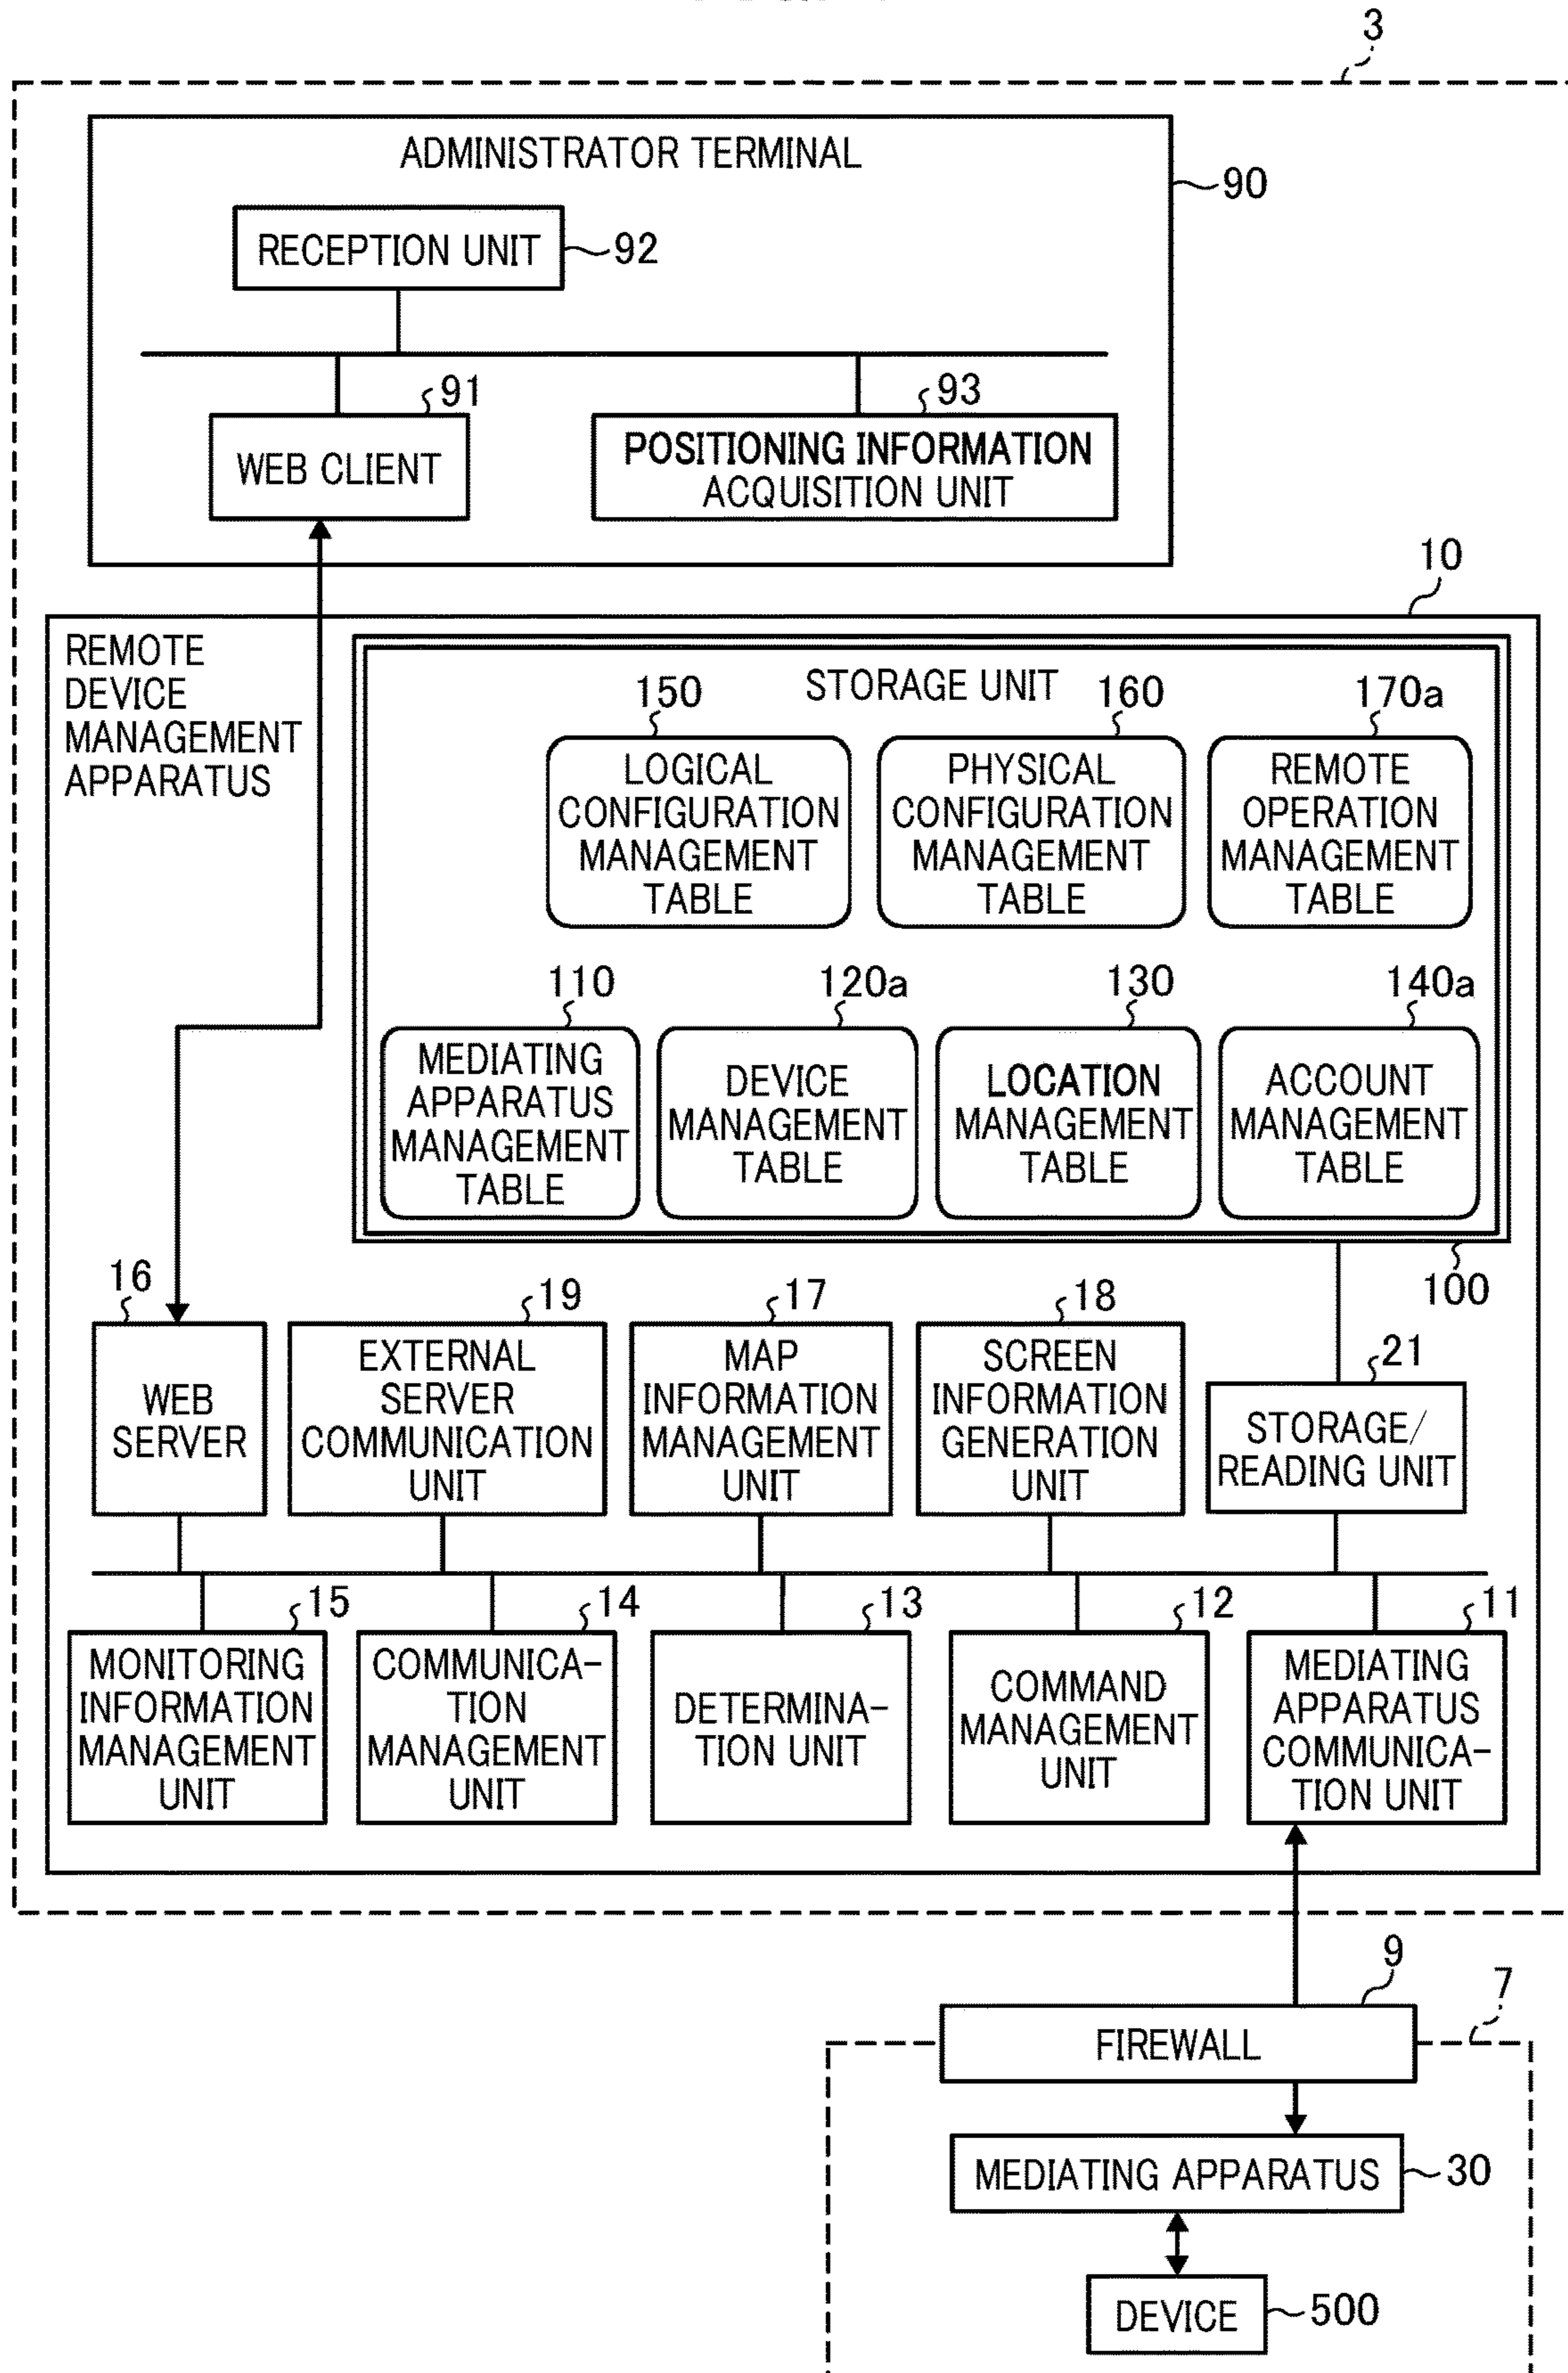 3
ADMINISTRATOR TERMINAL
90
RECEPTION UNIT
92
91
93
WEB CLIENT
POSITIONING INFORMATION
ACQUISITION UNIT
10
REMOTE
DEVICE
MANAGEMENT
APPARATUS
STORAGE UNIT
150
160
170a
LOGICAL
CONFIGURATION
MANAGEMENT
TABLE
PHYSICAL
CONFIGURATION
MANAGEMENT
TABLE
REMOTE
OPERATION
MANAGEMENT
TABLE
110
120a
130
140a
MEDIATING
APPARATUS
MANAGEMENT
TABLE
DEVICE
MANAGEMENT
TABLE
LOCATION
MANAGEMENT
TABLE
ACCOUNT
MANAGEMENT
TABLE
100
16
19
17
18
21
WEB
SERVER
EXTERNAL
SERVER
COMMUNICATION
UNIT
MAP
INFORMATION
MANAGEMENT
UNIT
SCREEN
INFORMATION
GENERATION
UNIT
STORAGE/
READING UNIT
15
14
13
12
11
MONITORING
INFORMATION
MANAGEMENT
UNIT
COMMUNICA-
TION
MANAGEMENT
UNIT
DETERMINA-
TION UNIT
COMMAND
MANAGEMENT
UNIT
MEDIATING
APPARATUS
COMMUNICA-
TION UNIT
9
7
FIREWALL
MEDIATING APPARATUS
30
DEVICE
500